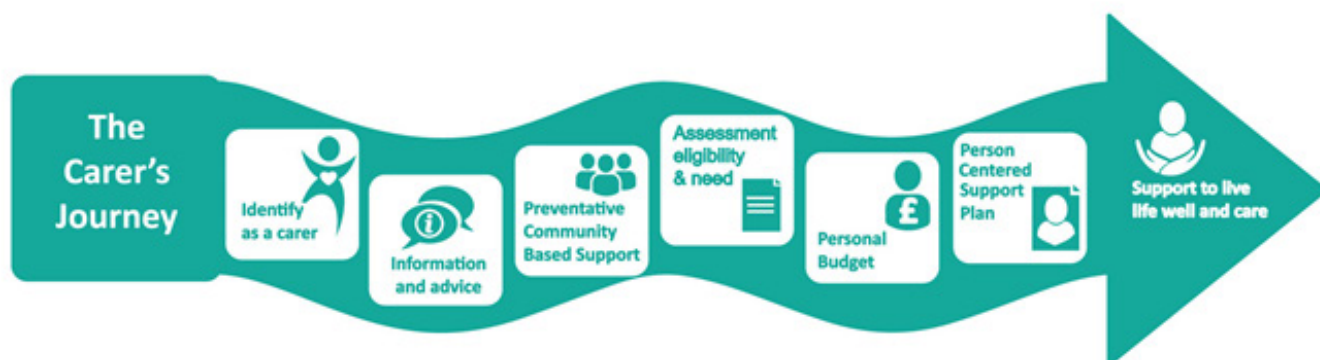 The
Carer's
Journey
Identify
as a carer
i
Information
and advice
Preventative
Community
Based Support
Assessment
eligibility
& need
£
Personal
Budget
Person
Centered
Support
Plan
Support to live
life well and care